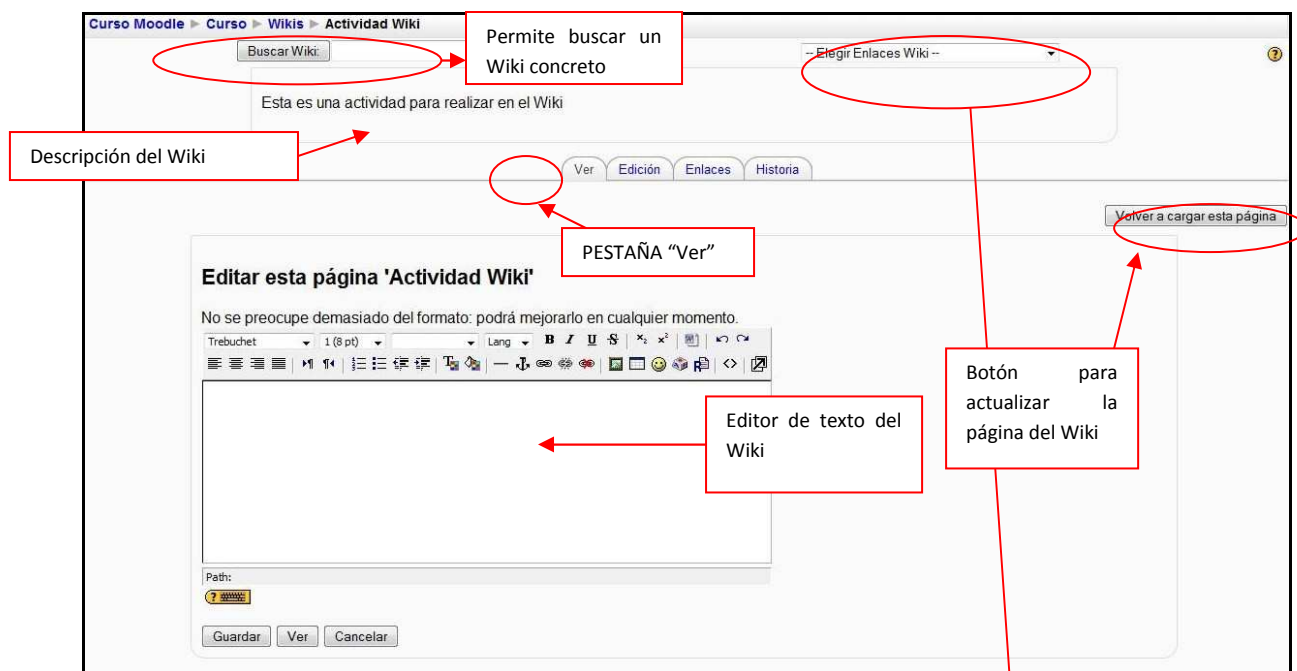 Curso Moodle ► Curso ► Wikis ► Actividad Wiki
Buscar Wiki:
Permite buscar un
Wiki concreto
-- Elegir Enlaces Wiki --
Esta es una actividad para realizar en el Wiki
Descripción del Wiki
Ver Edición Enlaces Historia
Volver a cargar esta página
PESTAÑA “Ver”
Editar esta página 'Actividad Wiki'
No se preocupe demasiado del formato: podrá mejorarlo en cualquier momento.
Trebuchet 1 (8 pt) Lang B I U S x₂ x²
Botón para
actualizar la
página del Wiki
Editor de texto del
Wiki
Path:
Guardar Ver Cancelar